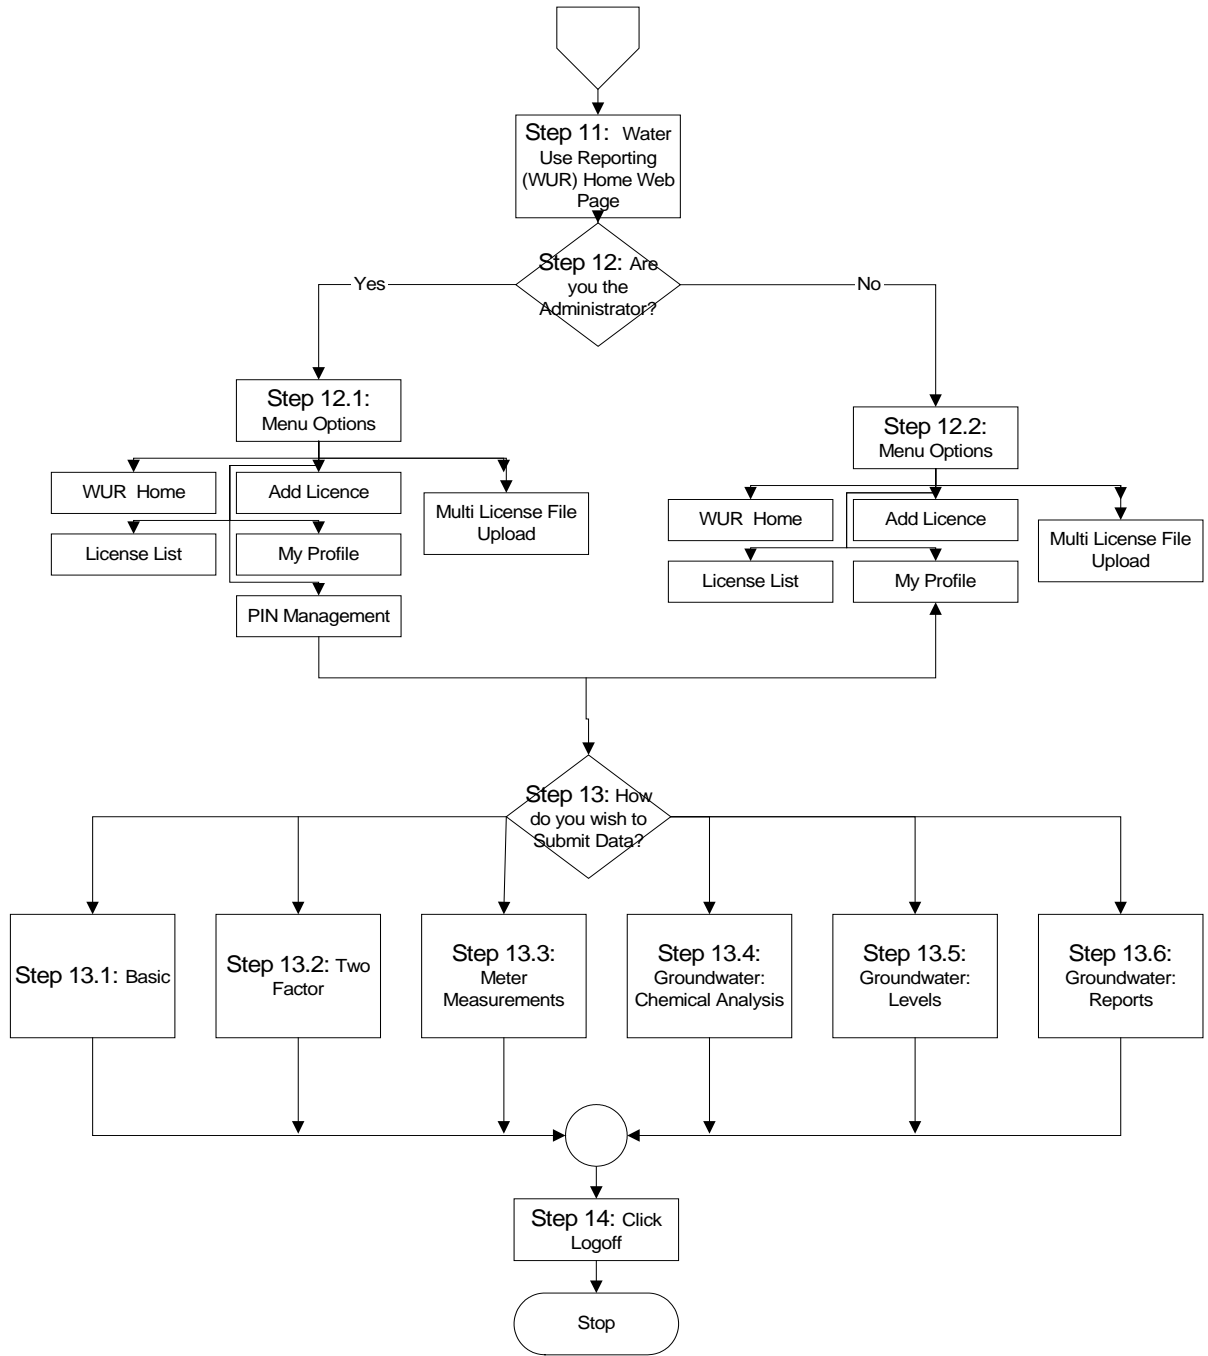 Step 11: Water
Use Reporting
(WUR) Home Web
Page
Step 12: Are
you the
Administrator?
Yes
No
Step 12.1:
Menu Options
WUR Home
Add Licence
Multi License File
Upload
License List
My Profile
PIN Management
Step 12.2:
Menu Options
WUR Home
Add Licence
Multi License File
Upload
License List
My Profile
Step 13: How
do you wish to
Submit Data?
Step 13.1: Basic
Step 13.2: Two
Factor
Step 13.3:
Meter
Measurements
Step 13.4:
Groundwater:
Chemical Analysis
Step 13.5:
Groundwater:
Levels
Step 13.6:
Groundwater:
Reports
Step 14: Click
Logoff
Stop